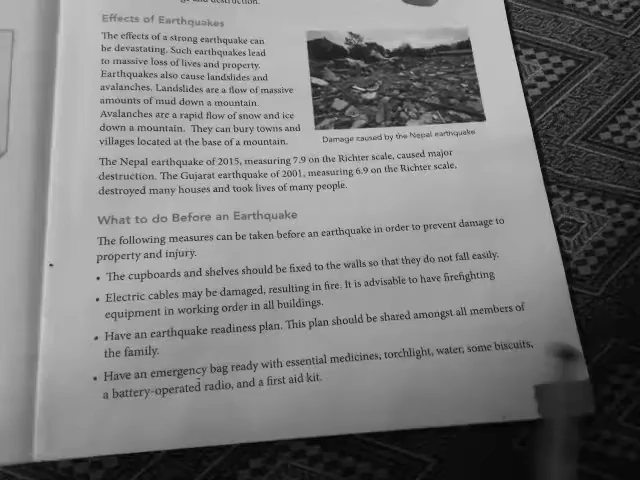 and destruction.
Effects of Earthquakes
The effects of a strong earthquake can
be devastating. Such earthquakes lead
to massive loss of lives and property.
Earthquakes also cause landslides and
avalanches. Landslides are a flow of massive
amounts of mud down a mountain.
Avalanches are a rapid flow of snow and ice
down a mountain. They can bury towns and
villages located at the base of a mountain.
Damage caused by the Nepal earthquake
The Nepal earthquake of 2015, measuring 7.9 on the Richter scale, caused major
destruction. The Gujarat earthquake of 2001, measuring 6.9 on the Richter scale,
destroyed many houses and took lives of many people.
What to do Before an Earthquake
The following measures can be taken before an earthquake in order to prevent damage to
property and injury.
• The cupboards and shelves should be fixed to the walls so that they do not fall easily.
• Electric cables may be damaged, resulting in fire. It is advisable to have firefighting
equipment in working order in all buildings.
• Have an earthquake readiness plan. This plan should be shared amongst all members of
the family.
• Have an emergency bag ready with essential medicines, torchlight, water, some biscuits,
a battery-operated radio, and a first aid kit.